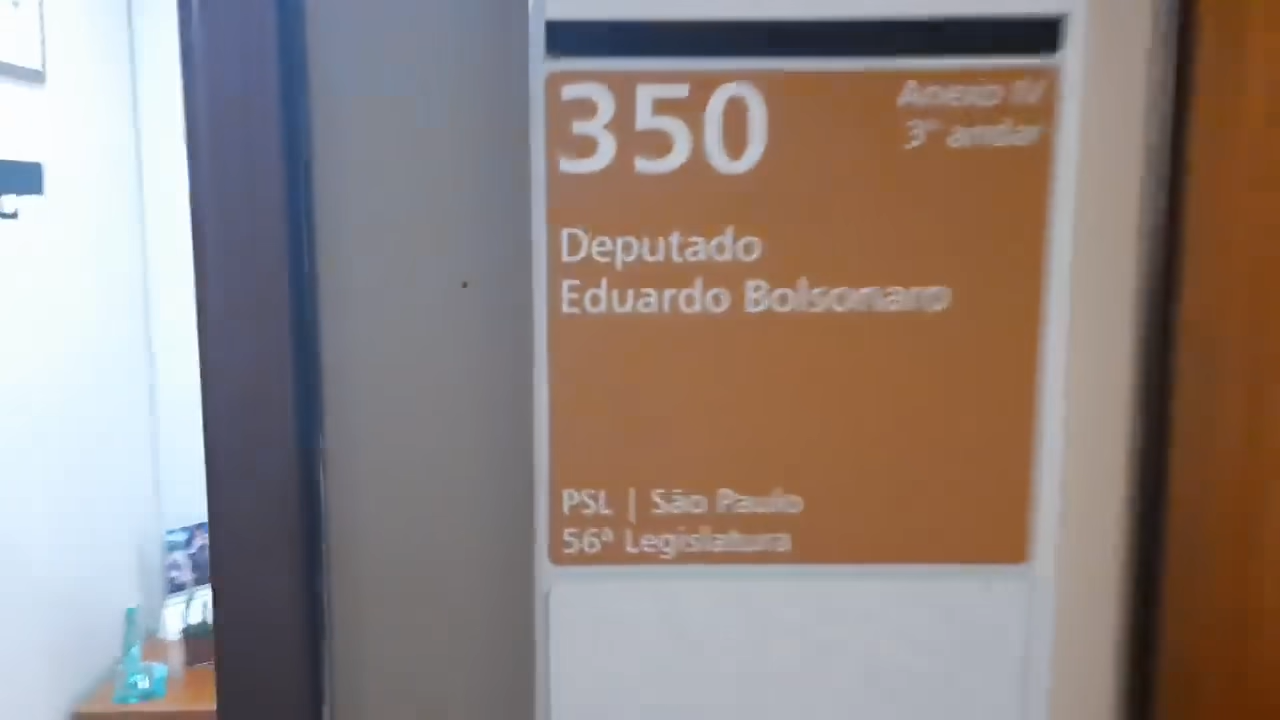 350
Anexo IV
3º andar
Deputado
Eduardo Bolsonaro
PSL | São Paulo
56ª Legislatura